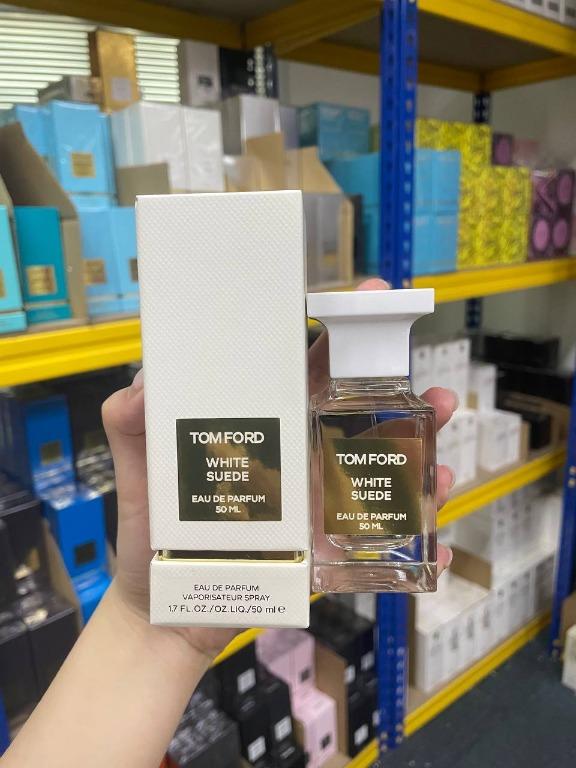 TOM FORD
WHITE
SUEDE
EAU DE PARFUM
50 ML
EAU DE PARFUM
VAPORISATEUR SPRAY
1.7 FL.OZ./OZ.LIQ./50 ml ℮
TOM FORD
WHITE
SUEDE
EAU DE PARFUM
50 ML